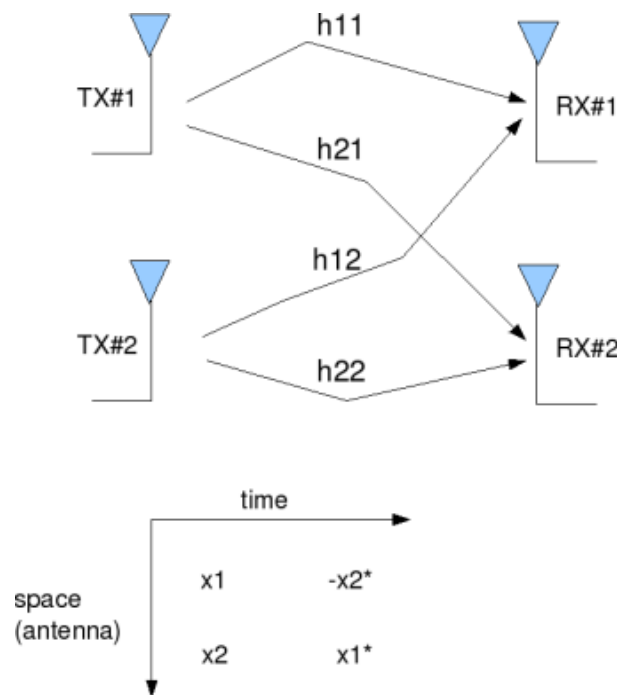 h11
TX#1
RX#1
h21
h12
TX#2
RX#2
h22
time
x1 -x2*
space
(antenna)
x2 x1*